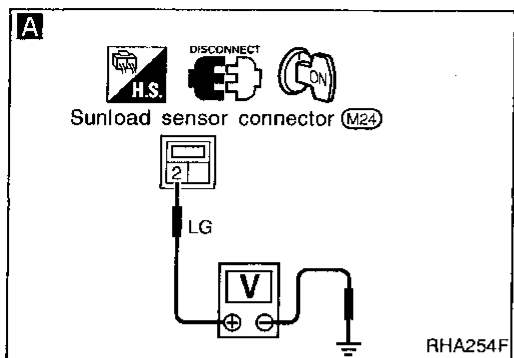 A
DISCONNECT
H.S.
ON
Sunload sensor connector M24
2
LG
V
⊕ ⊖
RHA254F